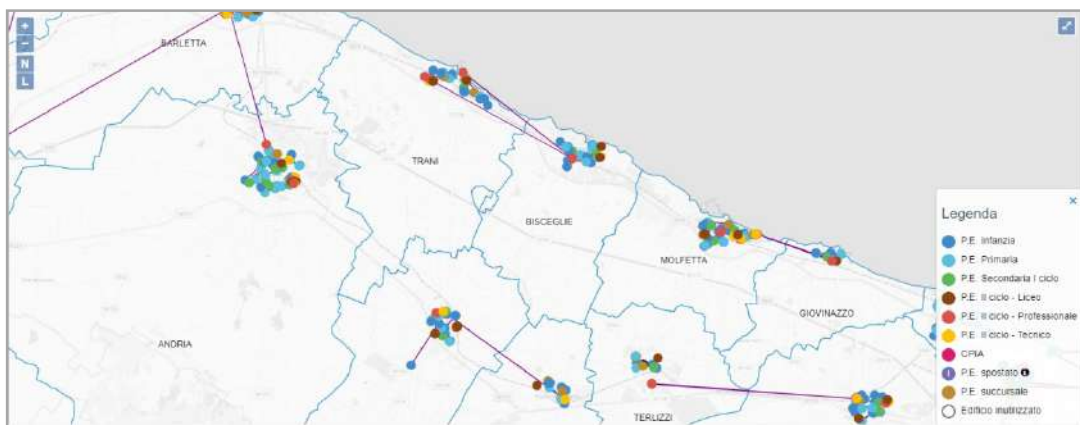 +
−
N
L
BARLETTA
TRANI
BISCEGLIE
MOLFETTA
GIOVINAZZO
ANDRIA
TERLIZZI
Legenda
×
P.E. Infanzia
P.E. Primaria
P.E. Secondaria I ciclo
P.E. II ciclo - Liceo
P.E. II ciclo - Professionale
P.E. II ciclo - Tecnico
CPIA
P.E. spostato
P.E. succursale
Edificio inutilizzato